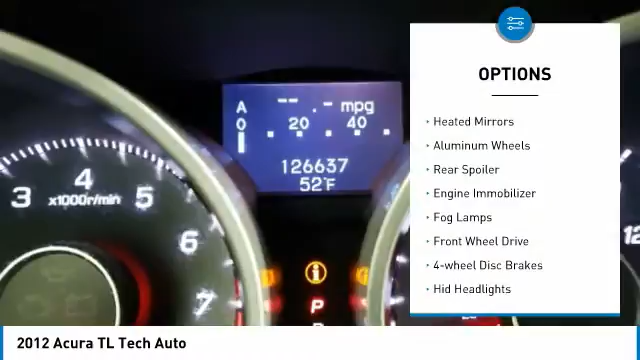 A --.- mpg
0 20 40
126637
52°F
3 4 5 6 7
x1000r/min
P
12
OPTIONS
• Heated Mirrors
• Aluminum Wheels
• Rear Spoiler
• Engine Immobilizer
• Fog Lamps
• Front Wheel Drive
• 4-wheel Disc Brakes
• Hid Headlights
2012 Acura TL Tech Auto